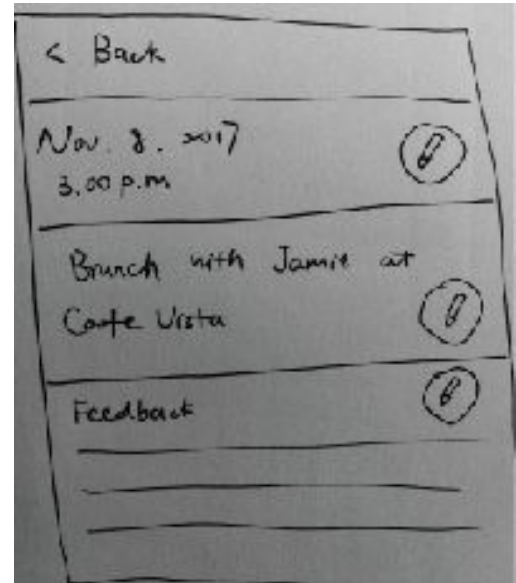 < Back
Nov. 8. 2017
3.00 p.m
Brunch with Jamie at
Cafe Vista
Feedback